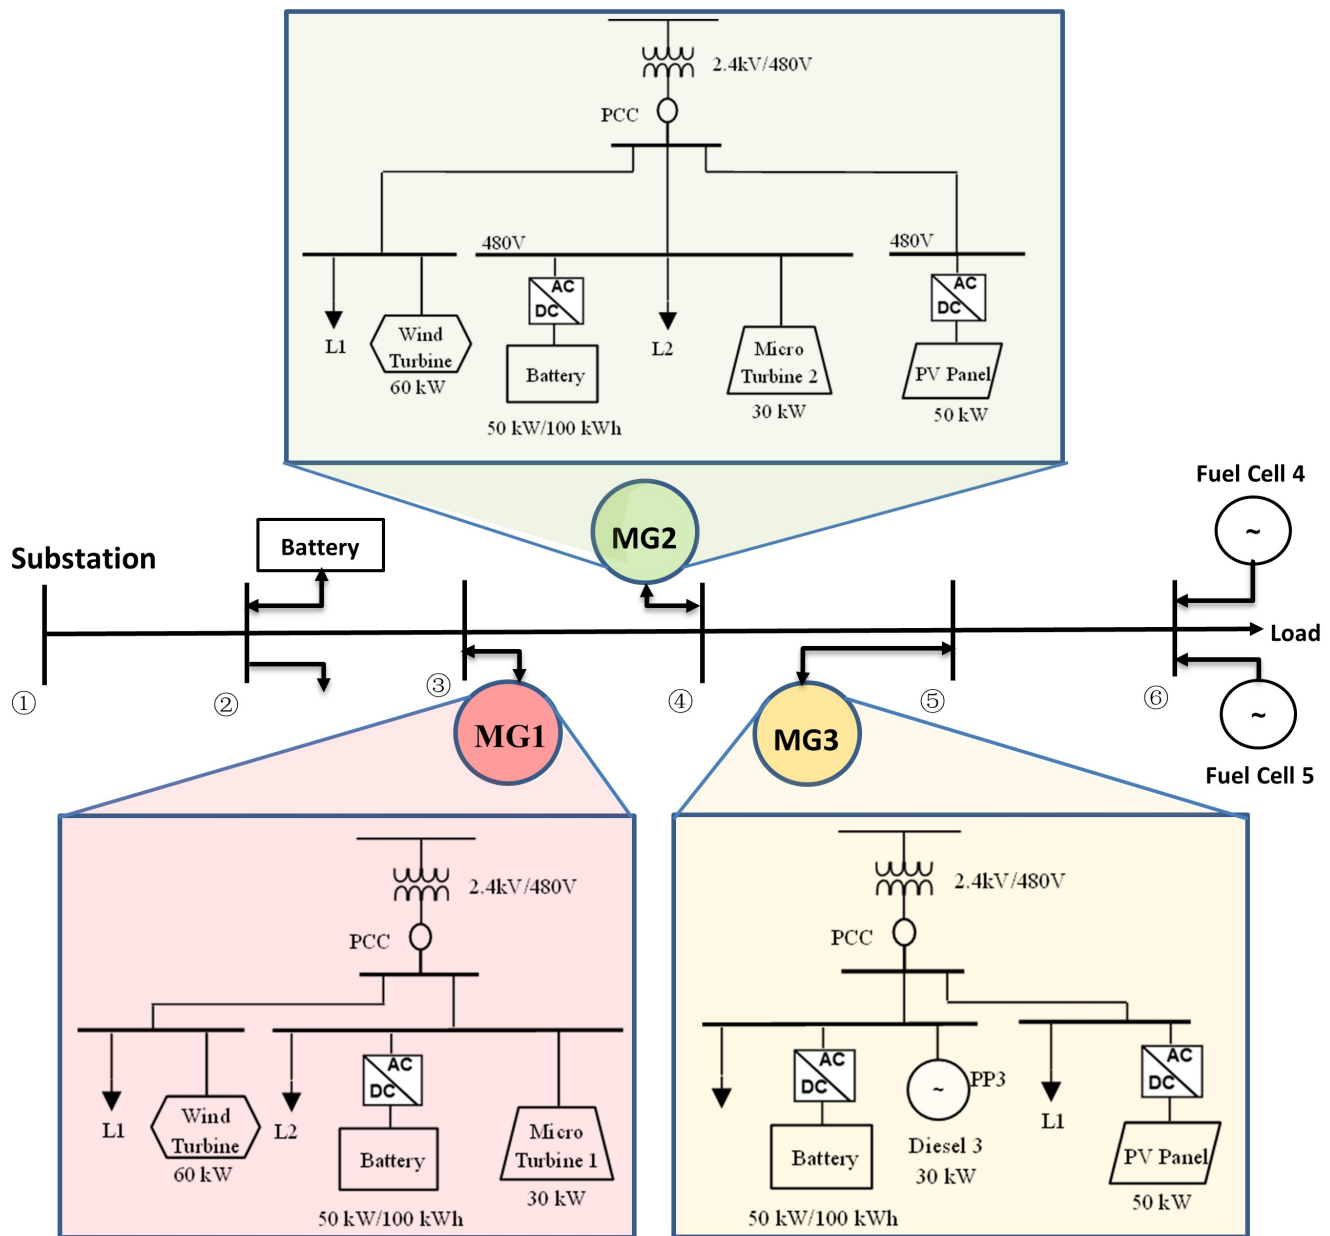 2.4kV/480V
PCC
480V
480V
AC
DC
AC
DC
L1
Wind
Turbine
60 kW
Battery
50 kW/100 kWh
L2
Micro
Turbine 2
30 kW
PV Panel
50 kW
Fuel Cell 4
~
MG2
Battery
Substation
Load
①
②
③
④
⑤
⑥
MG1
MG3
~
Fuel Cell 5
2.4kV/480V
PCC
AC
DC
L1
Wind
Turbine
60 kW
L2
Battery
50 kW/100 kWh
Micro
Turbine 1
30 kW
2.4kV/480V
PCC
AC
DC
~
PP3
AC
DC
Battery
50 kW/100 kWh
Diesel 3
30 kW
L1
PV Panel
50 kW